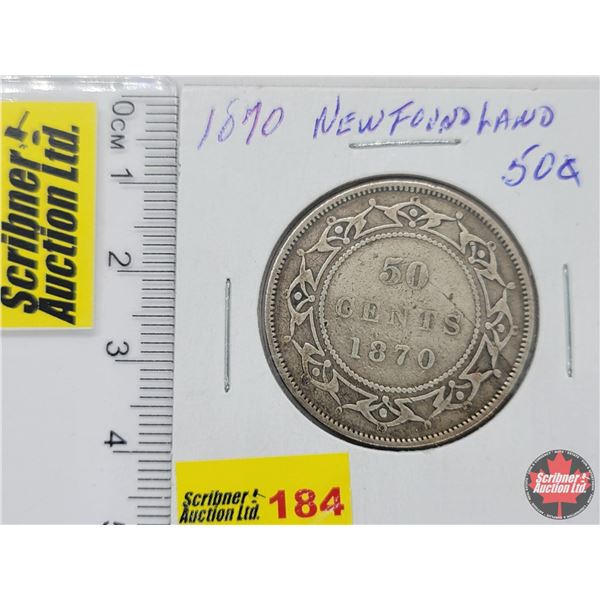 Scribner
Auction Ltd.
0CM 1 2 3 4
1870 NEWFOUNDLAND
50¢
50
CENTS
1870
Scribner
Auction Ltd. 184
Scribner
Auction Ltd.